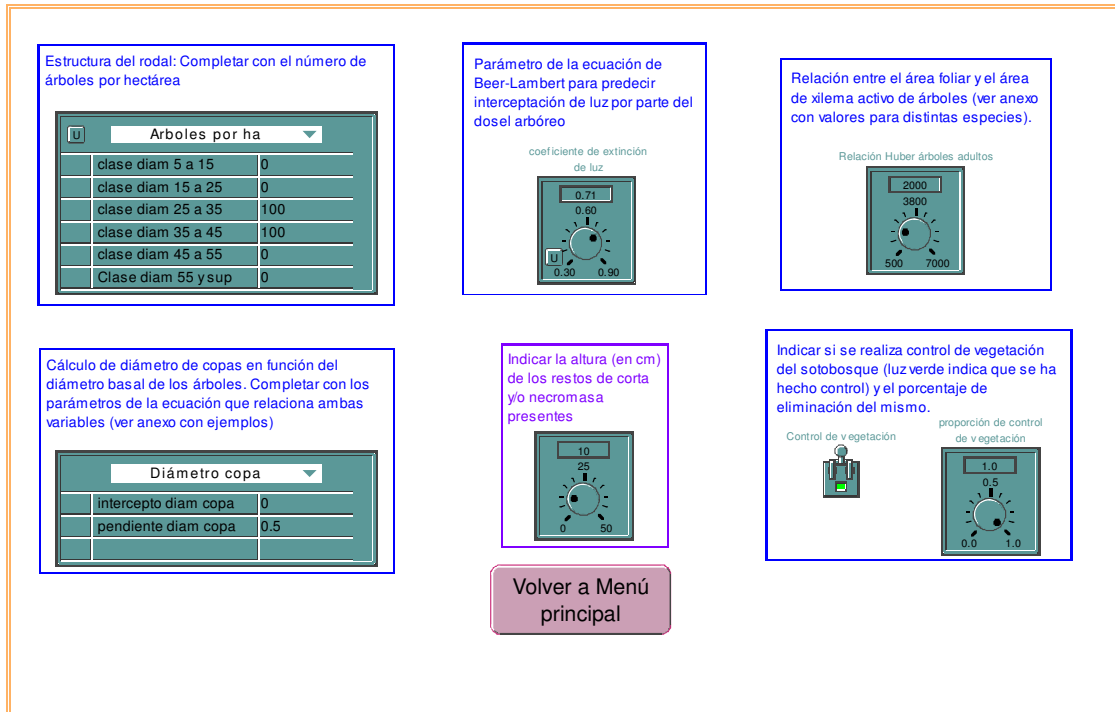 Estructura del rodal: Completar con el número de
árboles por hectárea
U
Arboles por ha
clase diam 5 a 15 0
clase diam 15 a 25 0
clase diam 25 a 35 100
clase diam 35 a 45 100
clase diam 45 a 55 0
Clase diam 55 y sup 0
Parámetro de la ecuación de
Beer-Lambert para predecir
interceptación de luz por parte del
dosel arbóreo
coeficiente de extinción
de luz
0.71
0.60
U
0.30 0.90
Relación entre el área foliar y el área
de xilema activo de árboles (ver anexo
con valores para distintas especies).
Relación Huber árboles adultos
2000
3800
500 7000
Cálculo de diámetro de copas en función del
diámetro basal de los árboles. Completar con los
parámetros de la ecuación que relaciona ambas
variables (ver anexo con ejemplos)
Diámetro copa
intercepto diam copa 0
pendiente diam copa 0.5
Indicar la altura (en cm)
de los restos de corta
y/o necromasa
presentes
10
25
0 50
Indicar si se realiza control de vegetación
del sotobosque (luz verde indica que se ha
hecho control) y el porcentaje de
eliminación del mismo.
Control de vegetación
proporción de control
de vegetación
1.0
0.5
0.0 1.0
Volver a Menú
principal